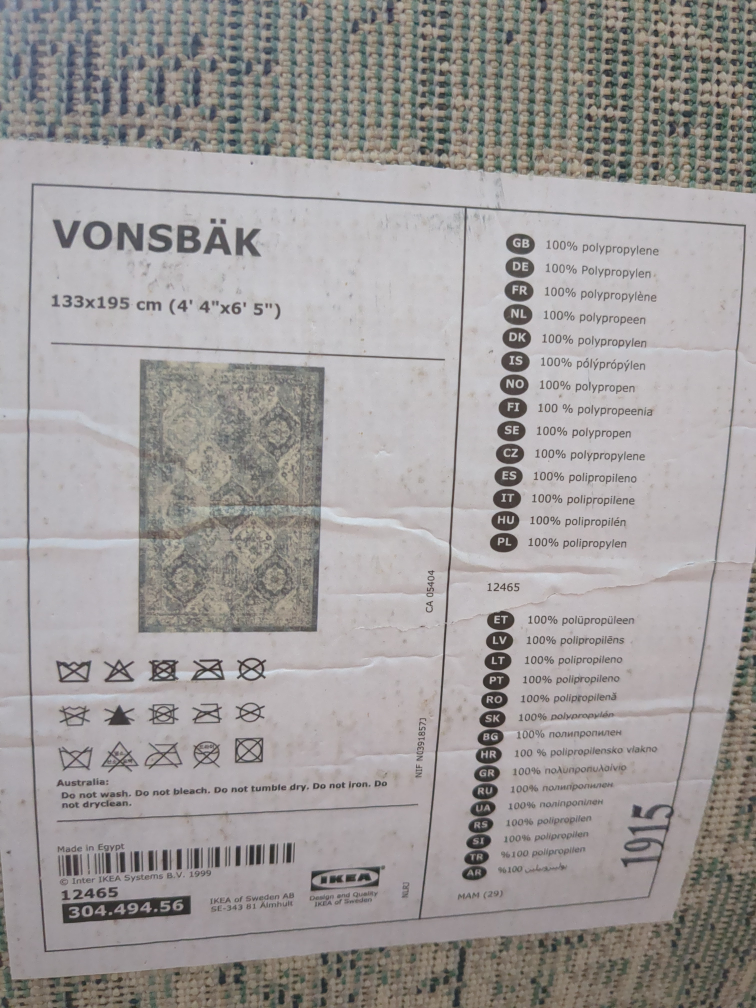 VONSBÄK
133x195 cm (4' 4"x6' 5")
CA 05404
NIF N0391857J
Australia:
Do not wash. Do not bleach. Do not tumble dry. Do not iron. Do
not dryclean.
Made in Egypt
© Inter IKEA Systems B.V. 1999
12465
304.494.56
IKEA of Sweden AB
SE-343 81 Älmhult
IKEA
Design and Quality
IKEA of Sweden
GB 100% polypropylene
DE 100% Polypropylen
FR 100% polypropylène
NL 100% polypropeen
DK 100% polypropylen
IS 100% pólýprópýlen
NO 100% polypropen
FI 100 % polypropeenia
SE 100% polypropen
CZ 100% polypropylene
ES 100% polipropileno
IT 100% polipropilene
HU 100% polipropilén
PL 100% polipropylen
12465
ET 100% polüpropüleen
LV 100% polipropilēns
LT 100% polipropileno
PT 100% polipropileno
RO 100% polipropilenă
SK 100% polypropylén
BG 100% полипропилен
HR 100 % polipropilensko vlakno
GR 100% πολυπροπυλαίνιο
RU 100% полипропилен
UA 100% поліпропілен
RS 100% polipropilen
SI 100% polipropilen
TR %100 polipropilen
AR %100
MAM (29)
1915